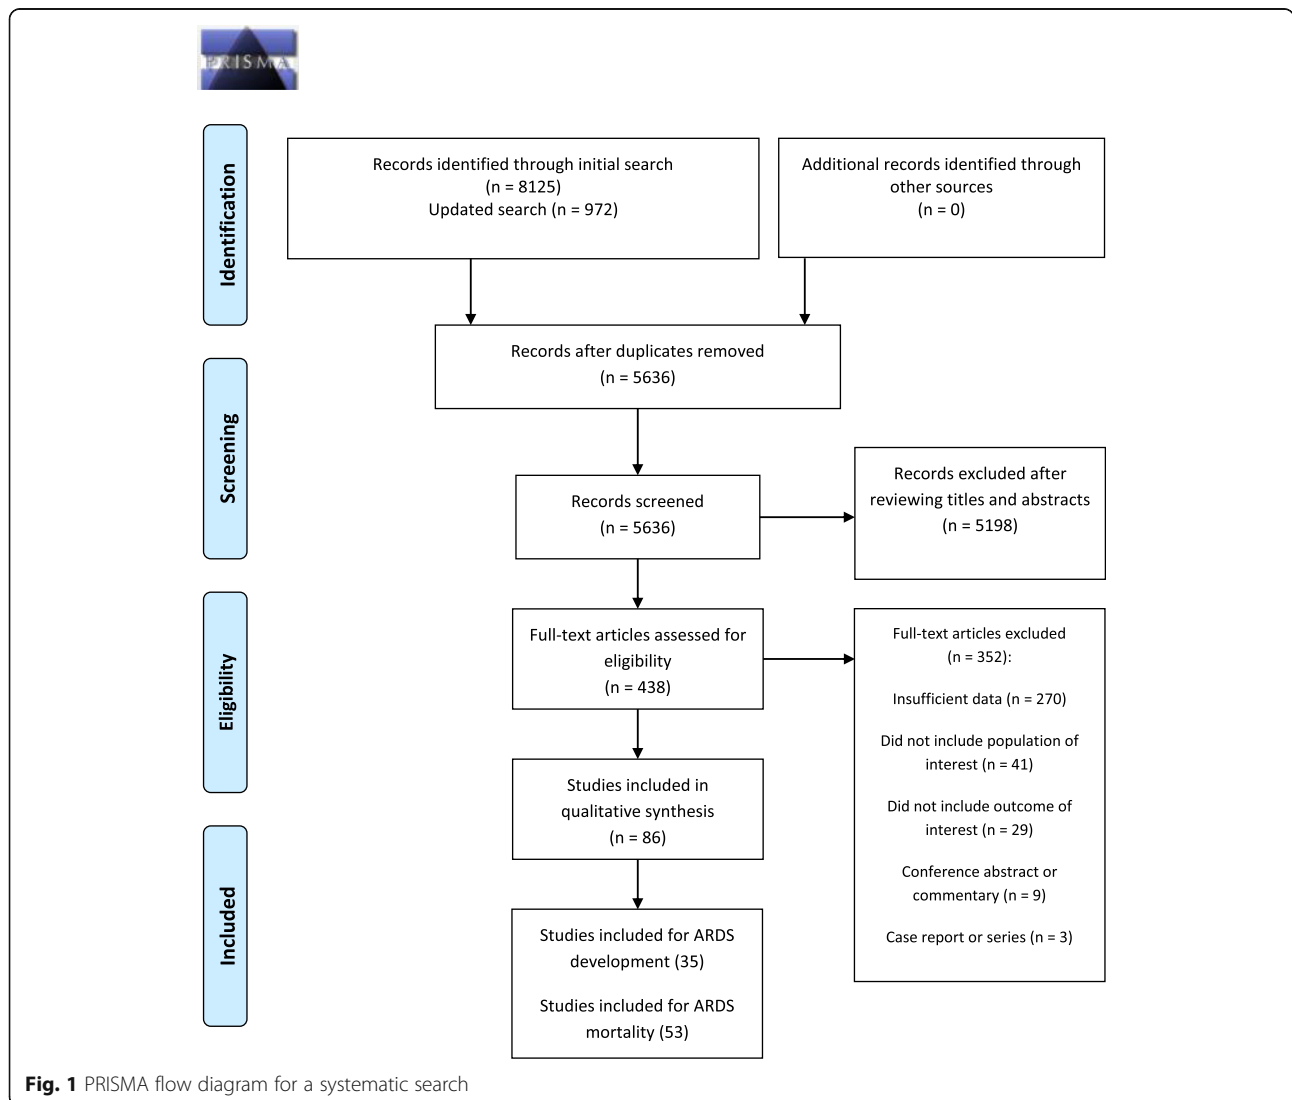 PRISMA
Identification
Records identified through initial search
(n = 8125)
Updated search (n = 972)
Additional records identified through
other sources
(n = 0)
Records after duplicates removed
(n = 5636)
Screening
Records screened
(n = 5636)
Records excluded after
reviewing titles and abstracts
(n = 5198)
Eligibility
Full-text articles assessed for
eligibility
(n = 438)
Full-text articles excluded
(n = 352):
Insufficient data (n = 270)
Did not include population of
interest (n = 41)
Did not include outcome of
interest (n = 29)
Conference abstract or
commentary (n = 9)
Case report or series (n = 3)
Studies included in
qualitative synthesis
(n = 86)
Included
Studies included for ARDS
development (35)
Studies included for ARDS
mortality (53)
Fig. 1 PRISMA flow diagram for a systematic search